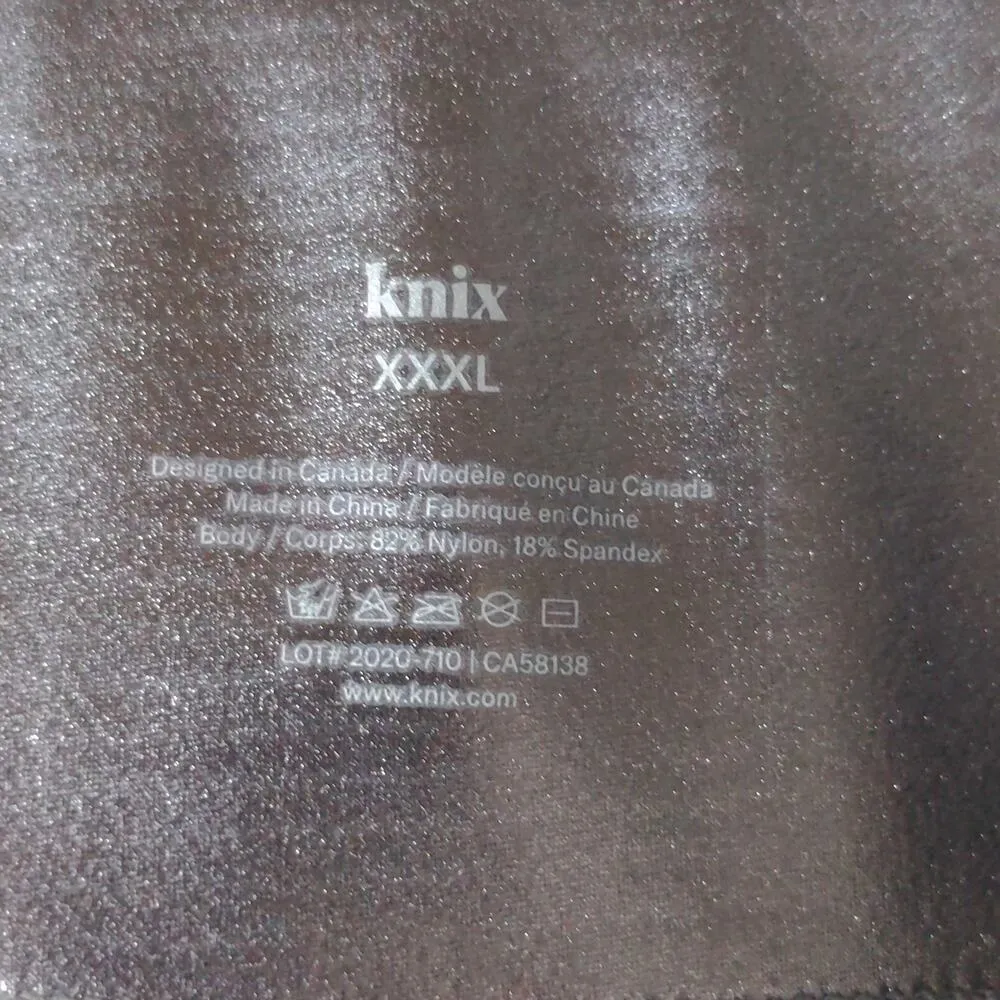 knix
XXXL
Designed in Canada / Modèle conçu au Canada
Made in China / Fabriqué en Chine
Body / Corps: 82% Nylon, 18% Spandex
LOT# 2020-710 | CA58138
www.knix.com